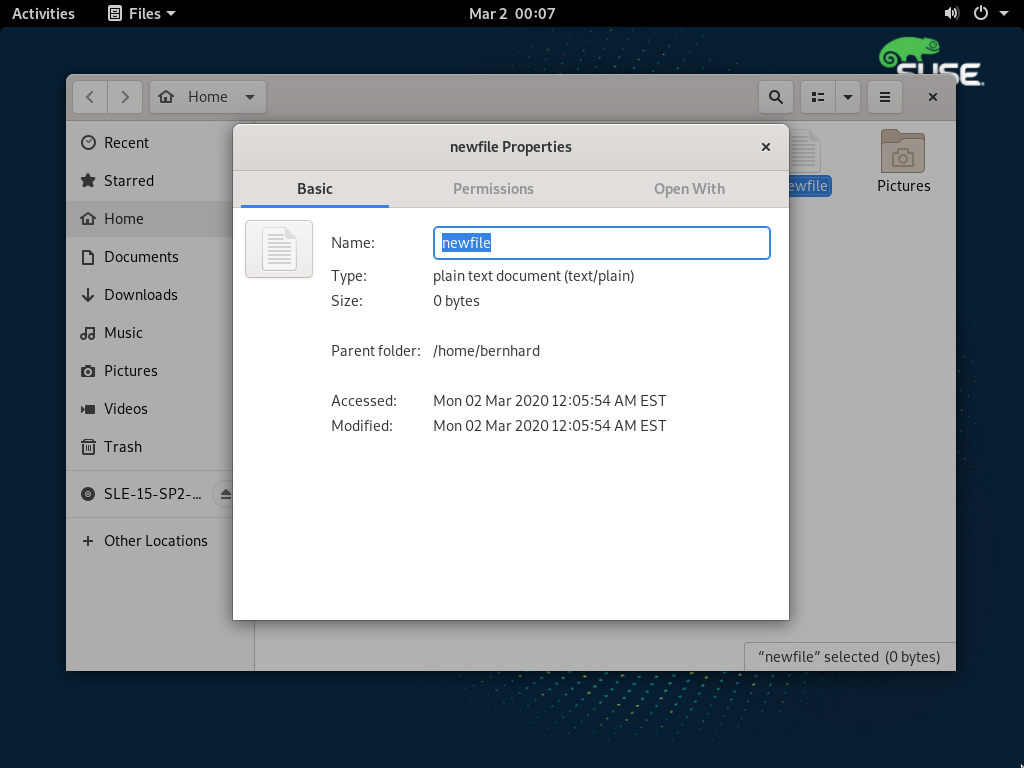 Activities Files Mar 2 00:07
SUSE
Home
newfile Properties
Recent
Starred
Home
Documents
Downloads
Music
Pictures
Videos
Trash
SLE-15-SP2-...
Other Locations
Basic Permissions Open With
Name: newfile
Type: plain text document (text/plain)
Size: 0 bytes
Parent folder: /home/bernhard
Accessed: Mon 02 Mar 2020 12:05:54 AM EST
Modified: Mon 02 Mar 2020 12:05:54 AM EST
ewfile Pictures
“newfile” selected (0 bytes)